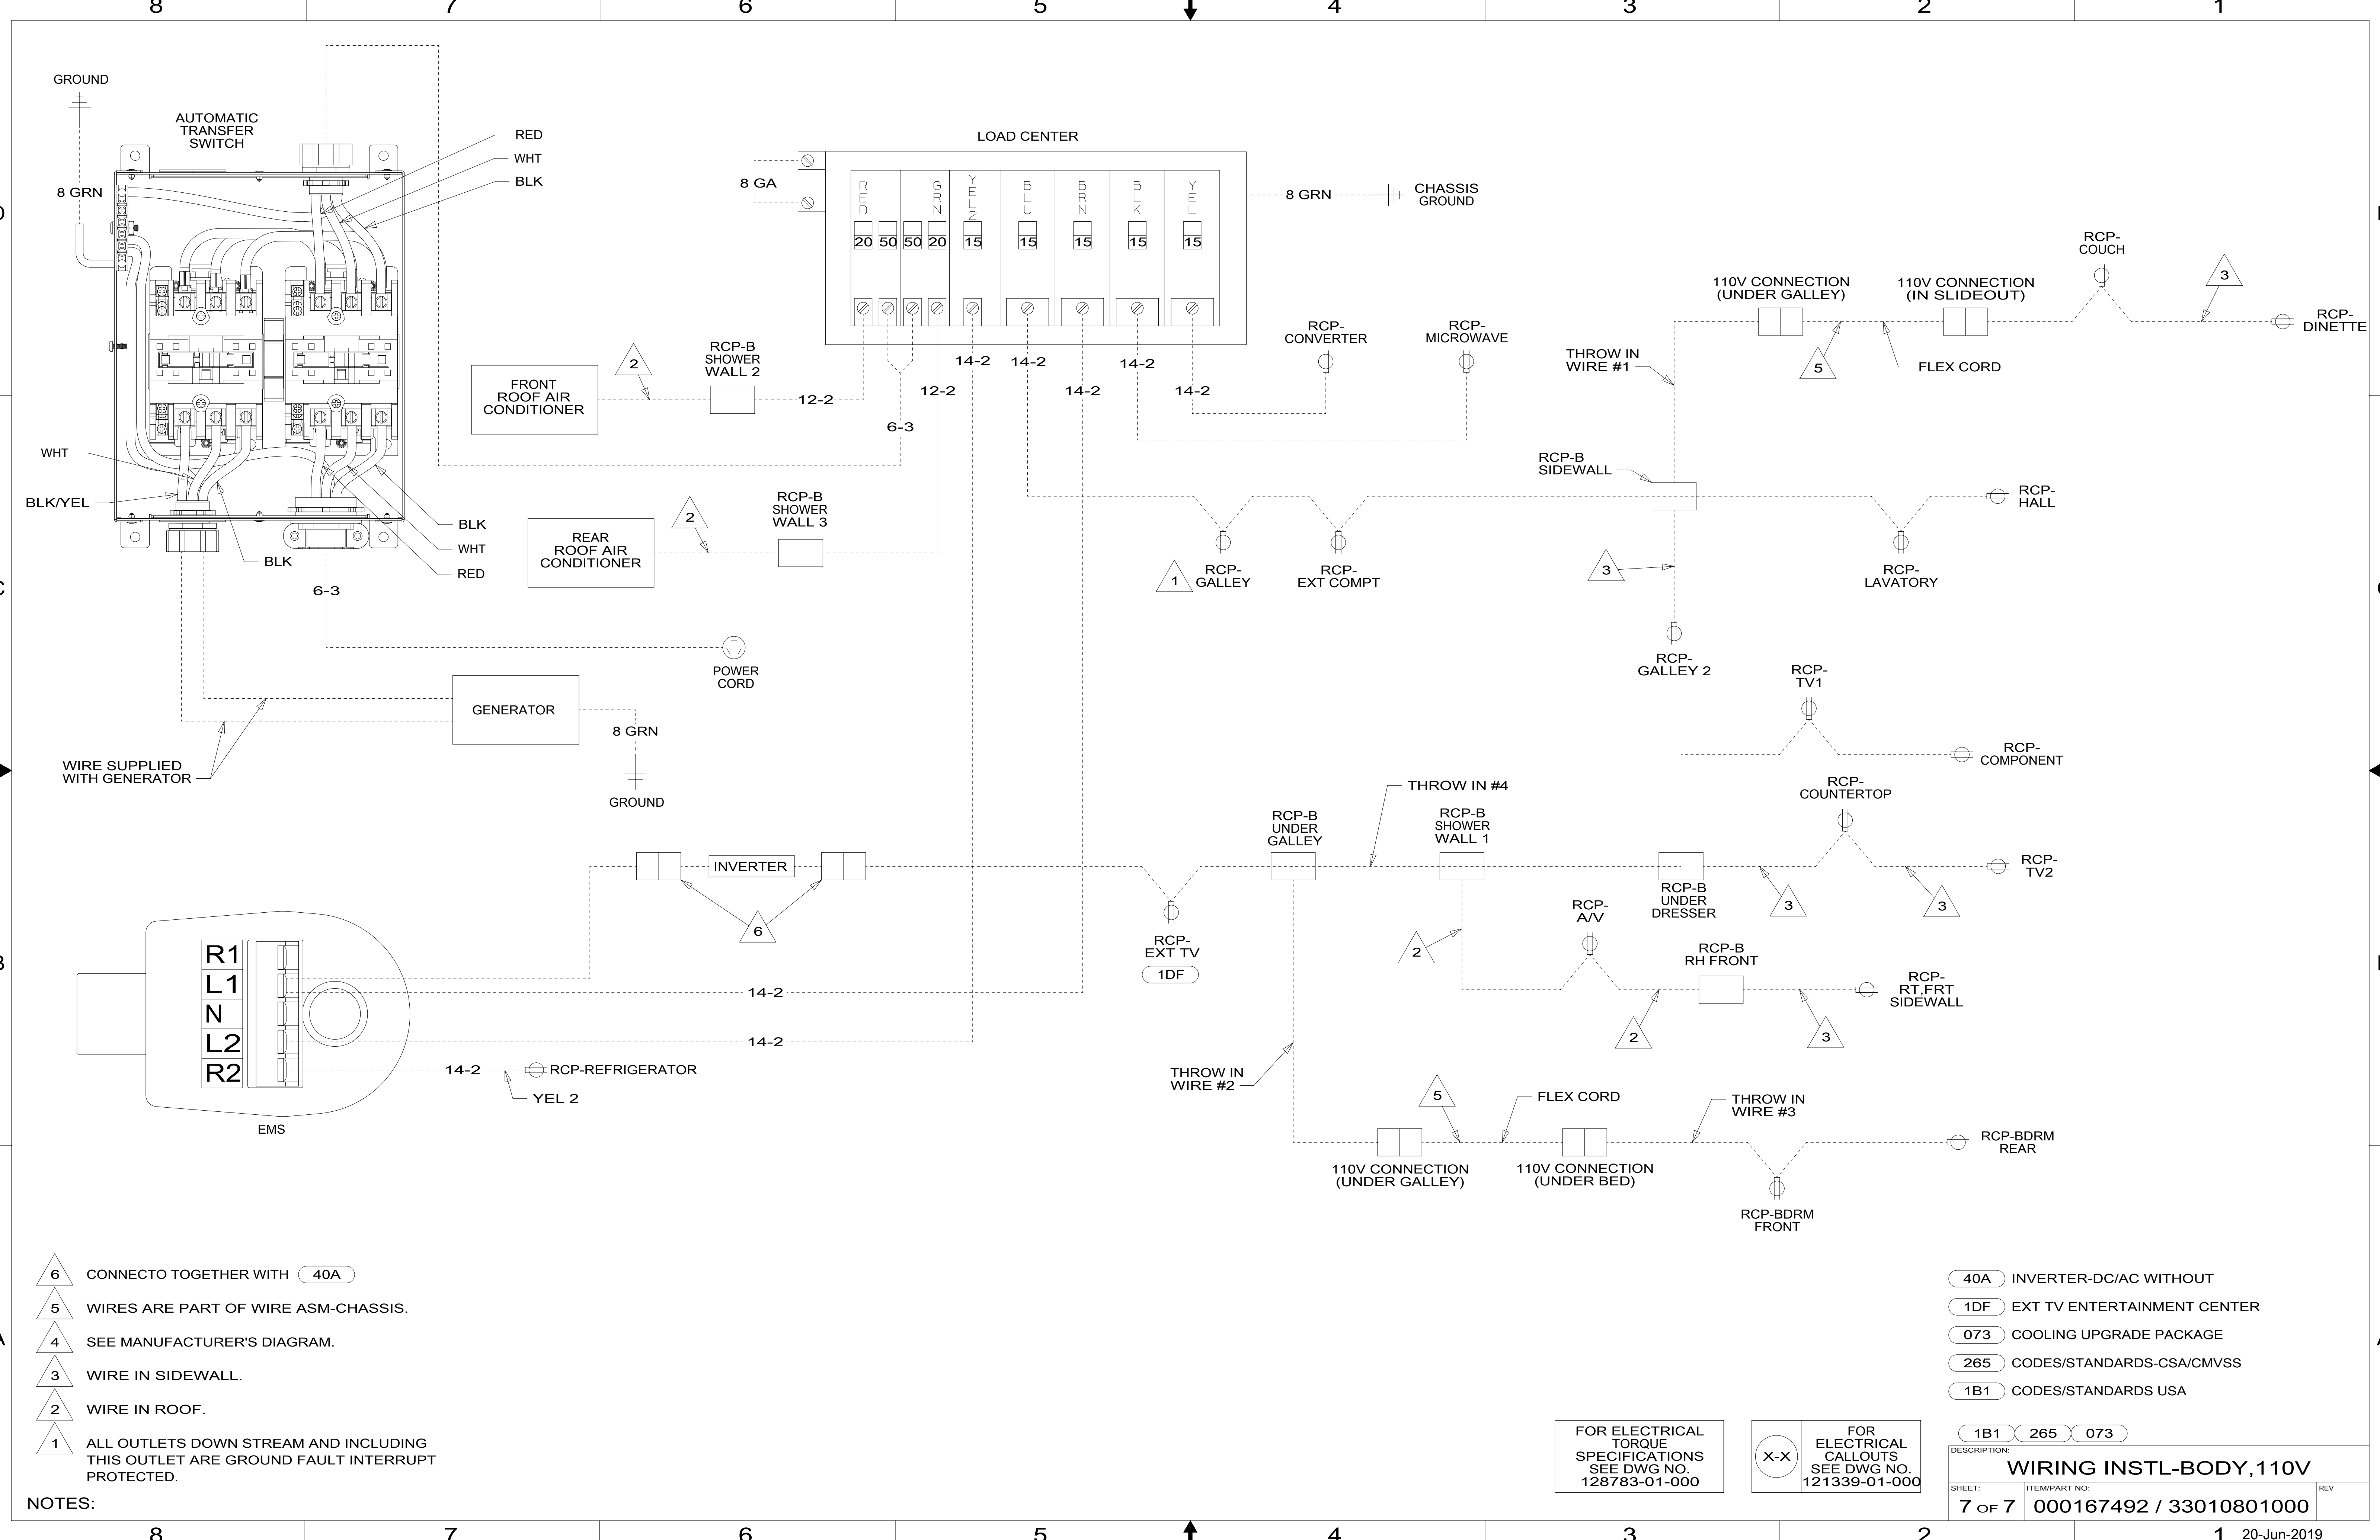 8 7 6 5 4 3 2 1
GROUND
AUTOMATIC
TRANSFER
SWITCH
8 GRN
RED
WHT
BLK
WHT
BLK/YEL
BLK
BLK
WHT
RED
6-3
LOAD CENTER
8 GA
RED
GRN
YEL2
BLU
BRN
BLK
YEL
20 50 50 20 15 15 15 15 15
8 GRN
CHASSIS
GROUND
FRONT
ROOF AIR
CONDITIONER
2
RCP-B
SHOWER
WALL 2
12-2
6-3
12-2
14-2
14-2
14-2
14-2
14-2
RCP-
CONVERTER
RCP-
MICROWAVE
REAR
ROOF AIR
CONDITIONER
2
RCP-B
SHOWER
WALL 3
THROW IN
WIRE #1
110V CONNECTION
(UNDER GALLEY)
110V CONNECTION
(IN SLIDEOUT)
5
FLEX CORD
RCP-
COUCH
3
RCP-
DINETTE
RCP-B
SIDEWALL
RCP-
HALL
RCP-
LAVATORY
1
RCP-
GALLEY
RCP-
EXT COMPT
3
RCP-
GALLEY 2
POWER
CORD
GENERATOR
8 GRN
GROUND
WIRE SUPPLIED
WITH GENERATOR
INVERTER
6
RCP-
EXT TV
1DF
RCP-B
UNDER
GALLEY
THROW IN #4
RCP-B
SHOWER
WALL 1
RCP-
TV1
RCP-
COMPONENT
RCP-
COUNTERTOP
RCP-
TV2
RCP-B
UNDER
DRESSER
3
3
2
RCP-
A/V
RCP-B
RH FRONT
RCP-
RT,FRT
SIDEWALL
2
3
R1
L1
N
L2
R2
EMS
14-2
14-2
14-2
RCP-REFRIGERATOR
YEL 2
THROW IN
WIRE #2
5
FLEX CORD
THROW IN
WIRE #3
110V CONNECTION
(UNDER GALLEY)
110V CONNECTION
(UNDER BED)
RCP-BDRM
FRONT
RCP-BDRM
REAR
6 CONNECTO TOGETHER WITH 40A
5 WIRES ARE PART OF WIRE ASM-CHASSIS.
4 SEE MANUFACTURER'S DIAGRAM.
3 WIRE IN SIDEWALL.
2 WIRE IN ROOF.
1 ALL OUTLETS DOWN STREAM AND INCLUDING
THIS OUTLET ARE GROUND FAULT INTERRUPT
PROTECTED.
NOTES:
40A INVERTER-DC/AC WITHOUT
1DF EXT TV ENTERTAINMENT CENTER
073 COOLING UPGRADE PACKAGE
265 CODES/STANDARDS-CSA/CMVSS
1B1 CODES/STANDARDS USA
FOR ELECTRICAL
TORQUE
SPECIFICATIONS
SEE DWG NO.
128783-01-000
X-X
FOR
ELECTRICAL
CALLOUTS
SEE DWG NO.
121339-01-000
1B1 265 073
DESCRIPTION:
WIRING INSTL-BODY,110V
SHEET:
7 OF 7
ITEM/PART NO:
000167492 / 33010801000
REV
8 7 6 5 4 3 2 1
20-Jun-2019